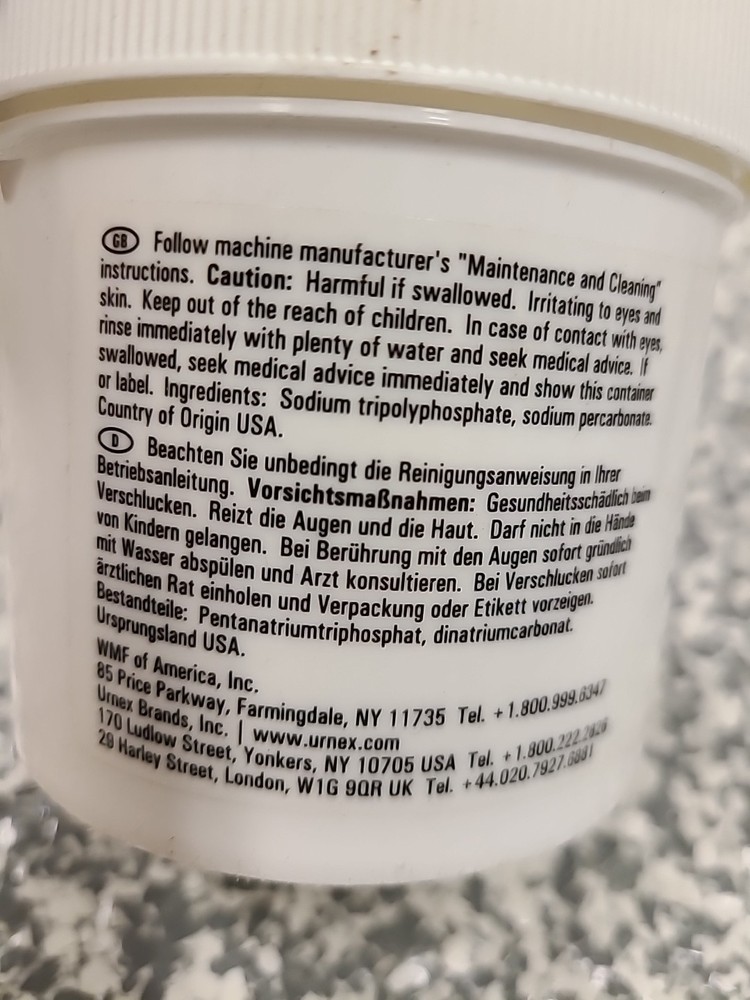 GB Follow machine manufacturer's "Maintenance and Cleaning"
instructions. Caution: Harmful if swallowed. Irritating to eyes and
skin. Keep out of the reach of children. In case of contact with eyes,
rinse immediately with plenty of water and seek medical advice. If
swallowed, seek medical advice immediately and show this container
or label. Ingredients: Sodium tripolyphosphate, sodium percarbonate.
Country of Origin USA.
D Beachten Sie unbedingt die Reinigungsanweisung in Ihrer
Betriebsanleitung. Vorsichtsmaßnahmen: Gesundheitsschädlich beim
Verschlucken. Reizt die Augen und die Haut. Darf nicht in die Hände
von Kindern gelangen. Bei Berührung mit den Augen sofort gründlich
mit Wasser abspülen und Arzt konsultieren. Bei Verschlucken sofort
ärztlichen Rat einholen und Verpackung oder Etikett vorzeigen.
Bestandteile: Pentanatriumtriphosphat, dinatriumcarbonat.
Ursprungsland USA.
WMF of America, Inc.
85 Price Parkway, Farmingdale, NY 11735 Tel. +1.800.999.6347
Urnex Brands, Inc. | www.urnex.com
170 Ludlow Street, Yonkers, NY 10705 USA Tel. +1.800.222.2826
29 Harley Street, London, W1G 9QR UK Tel. +44.020.7927.6881